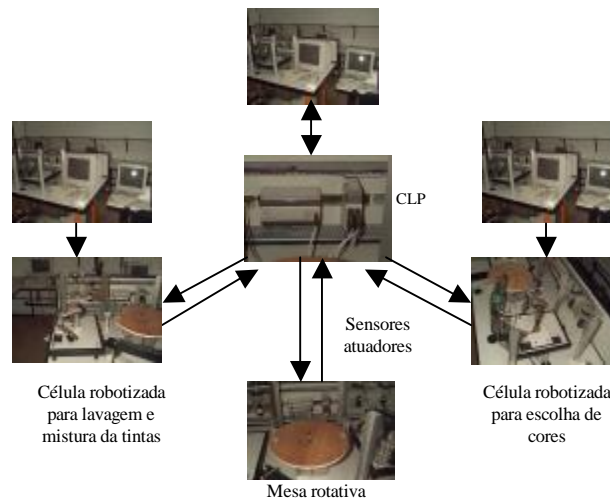 CLP
Sensores
atuadores
Célula robotizada
para lavagem e
mistura da tintas
Célula robotizada
para escolha de
cores
Mesa rotativa